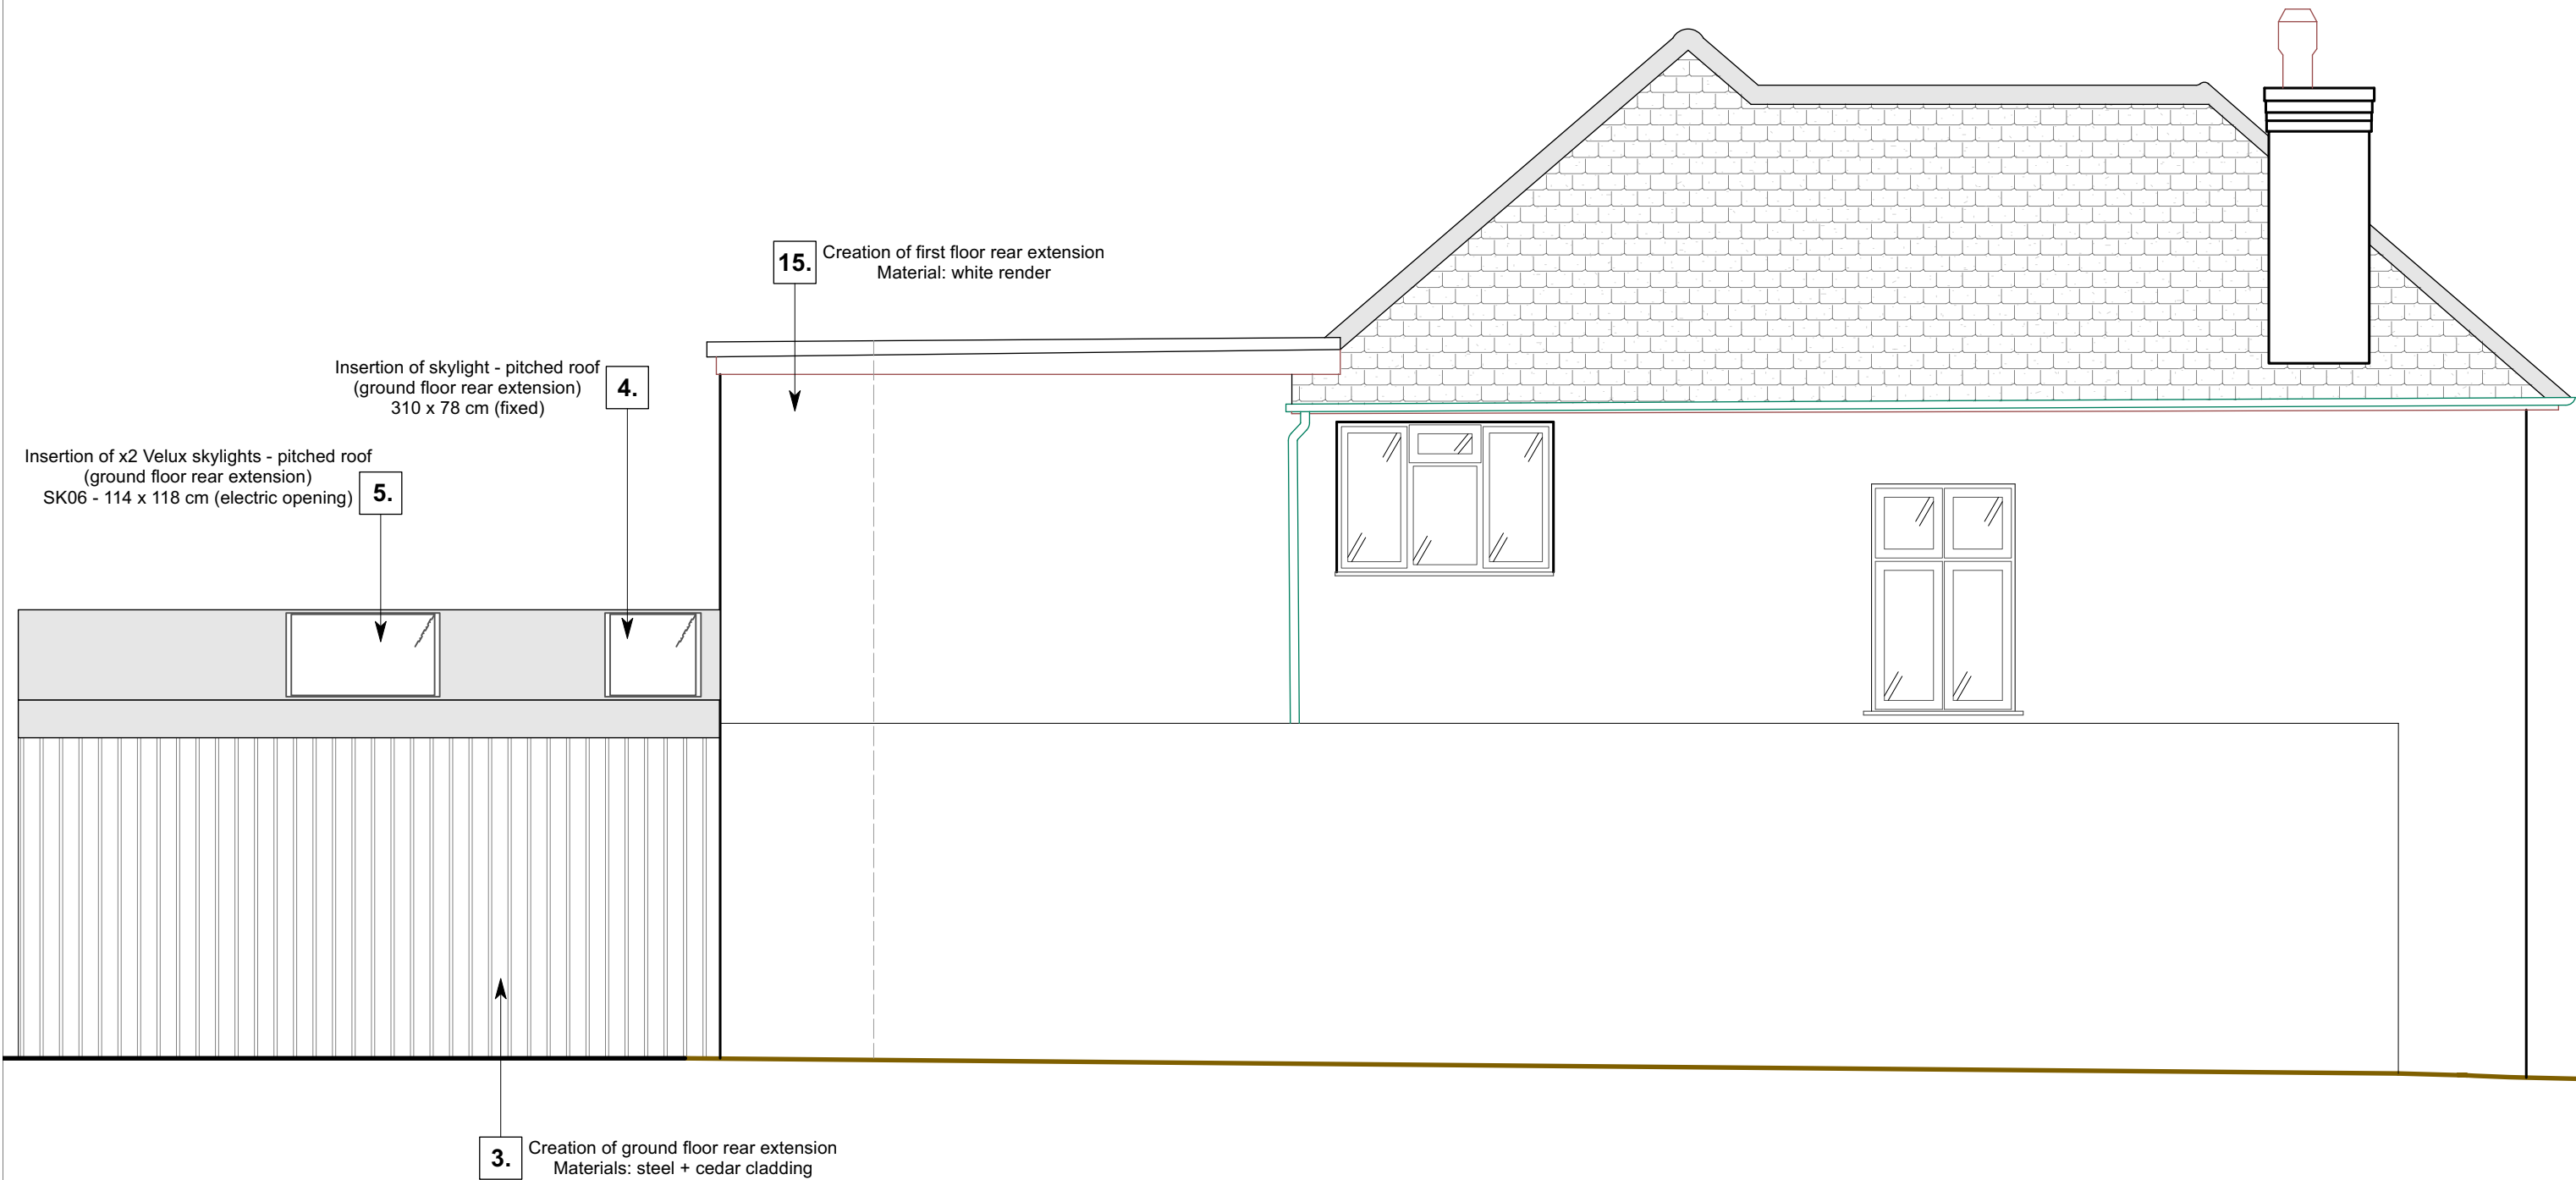 15.
Creation of first floor rear extension
Material: white render
Insertion of skylight - pitched roof
(ground floor rear extension)
310 x 78 cm (fixed)
4.
Insertion of x2 Velux skylights - pitched roof
(ground floor rear extension)
SK06 - 114 x 118 cm (electric opening)
5.
3.
Creation of ground floor rear extension
Materials: steel + cedar cladding